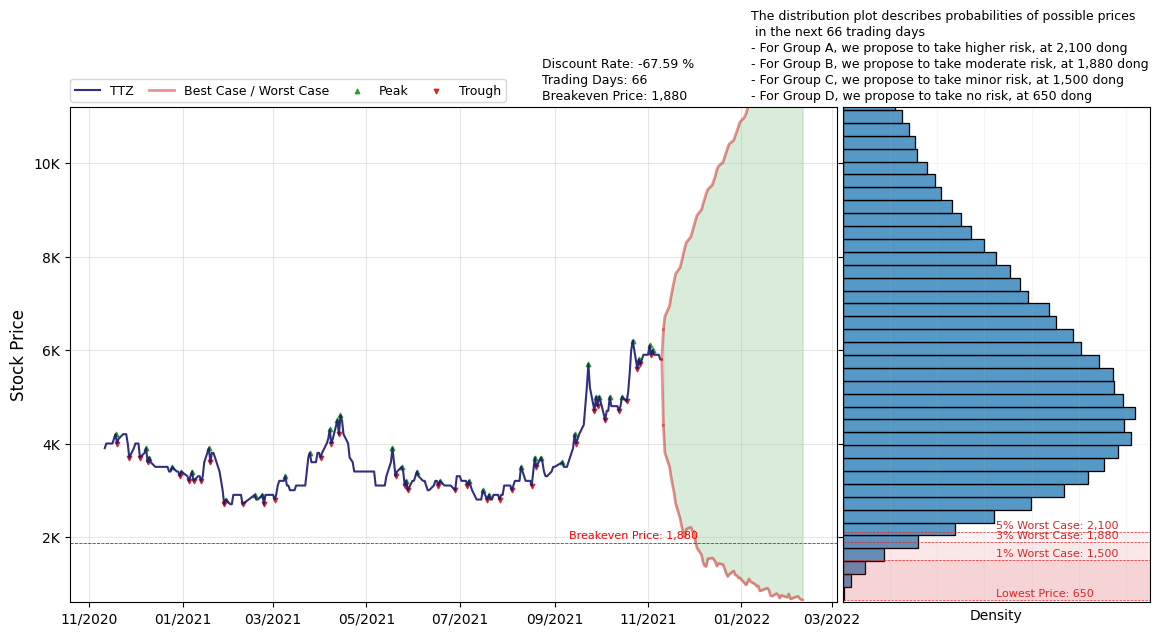 The distribution plot describes probabilities of possible prices
in the next 66 trading days
- For Group A, we propose to take higher risk, at 2,100 dong
- For Group B, we propose to take moderate risk, at 1,880 dong
- For Group C, we propose to take minor risk, at 1,500 dong
- For Group D, we propose to take no risk, at 650 dong
Discount Rate: -67.59 %
Trading Days: 66
Breakeven Price: 1,880
TTZ
Best Case / Worst Case
Peak
Trough
Stock Price
10K
8K
6K
4K
2K
Breakeven Price: 1,880
5% Worst Case: 2,100
3% Worst Case: 1,880
1% Worst Case: 1,500
Lowest Price: 650
11/2020
01/2021
03/2021
05/2021
07/2021
09/2021
11/2021
01/2022
03/2022
Density